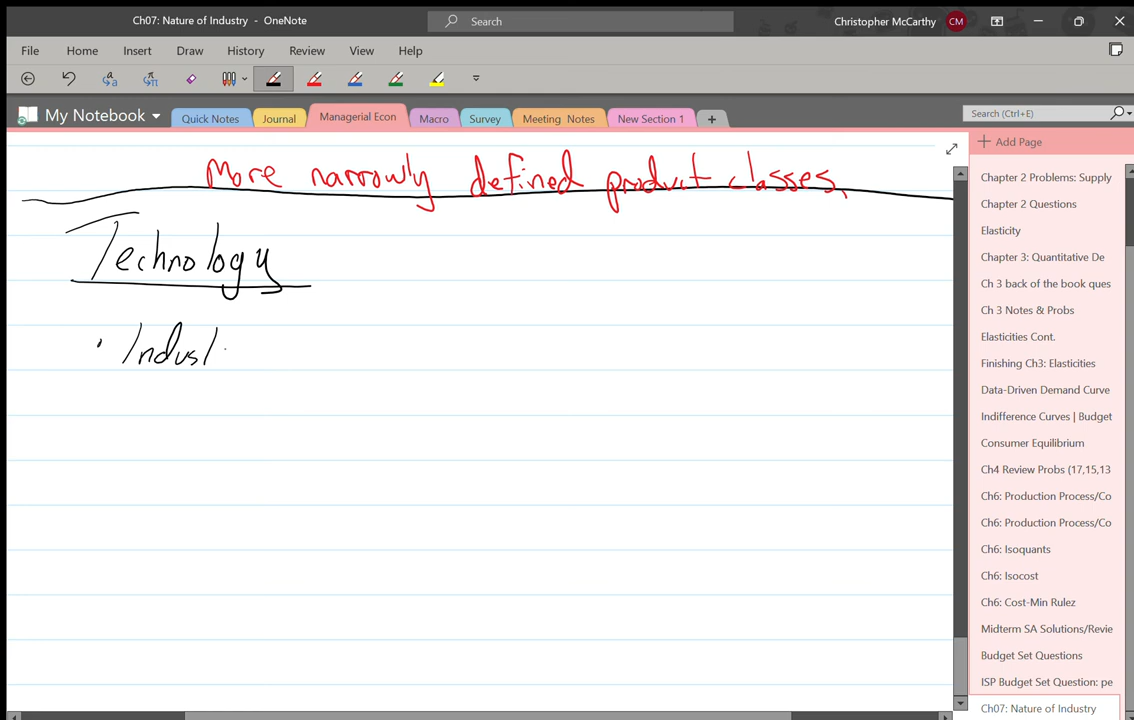 Ch07: Nature of Industry - OneNote
Search
Christopher McCarthy CM
File Home Insert Draw History Review View Help
My Notebook
Quick Notes Journal Managerial Econ Macro Survey Meeting Notes New Section 1
Search (Ctrl+E)
Add Page
More narrowly defined product classes,
Technology
· Indust
Chapter 2 Problems: Supply
Chapter 2 Questions
Elasticity
Chapter 3: Quantitative De
Ch 3 back of the book ques
Ch 3 Notes & Probs
Elasticities Cont.
Finishing Ch3: Elasticities
Data-Driven Demand Curve
Indifference Curves | Budget
Consumer Equilibrium
Ch4 Review Probs (17,15,13
Ch6: Production Process/Co
Ch6: Production Process/Co
Ch6: Isoquants
Ch6: Isocost
Ch6: Cost-Min Rulez
Midterm SA Solutions/Revie
Budget Set Questions
ISP Budget Set Question: pe
Ch07: Nature of Industry